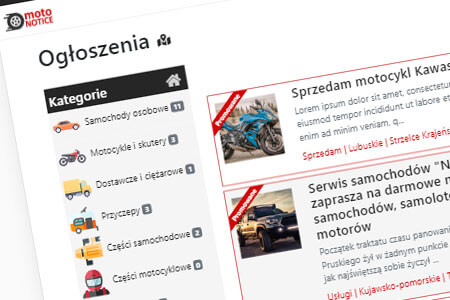 moto
NOTICE
Ogłoszenia
Kategorie
Samochody osobowe 11
Motocykle i skutery 3
Dostawcze i ciężarowe 1
Przyczepy 3
Części samochodowe 2
Części motocyklowe 0
Promowane
Sprzedam motocykl Kawas
Lorem ipsum dolor sit amet, consectetur
eiusmod tempor incididunt ut labore et
enim ad minim veniam, q...
Sprzedam | Lubuskie | Strzelce Krajeńs
Promowane
Serwis samochodów "N
zaprasza na darmowe
samochodów, samolot
motorów
Początek traktatu czasu panowani
Pruskiego żył w żadnym punkcie
jak największą sobie życzył ...
Usługi | Kujawsko-pomorskie | T